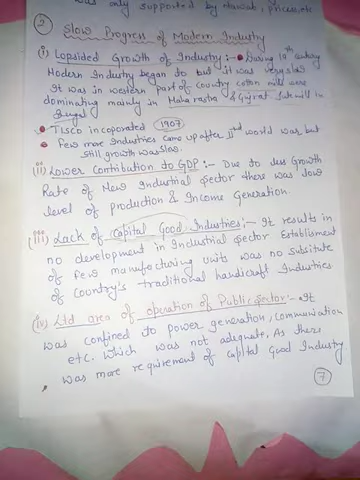 was only supported by nawab, princes, etc
② Slow Progress of Modern Industry
(i) Lopsided Growth of Industry :- • During 19th century
Modern Industry began to but it was very slow
It was in western part of country cotton mill were
dominating mainly in Maharastra & Gujrat. Jute mill in
Bengal
• TISCO incoporated 1907
• Few more Industries came up after IInd world war but
still growth was slow.
(ii) Lower Contribution to GDP :- Due to less Growth
Rate of New Industrial Sector there was low
level of production & Income Generation.
(iii) Lack of Capital Good Industries :- It results in
no development in Industrial Sector Establisment
of few manufacturing units was no subsitute
of Country's traditional handicraft Industries
(iv) Ltd area of operation of Public Sector :- It
was confined to power generation, Communication
etc. which was not adequate. As there
was more requirement of Capital Good Industry
7